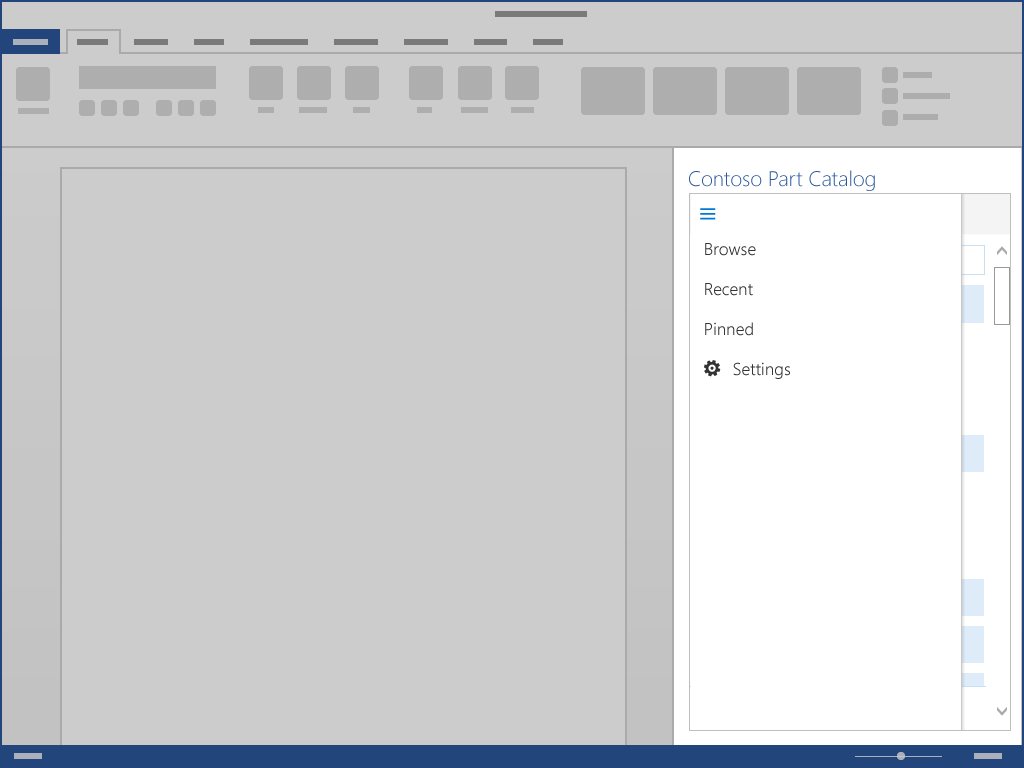 Contoso Part Catalog
Browse
Recent
Pinned
Settings